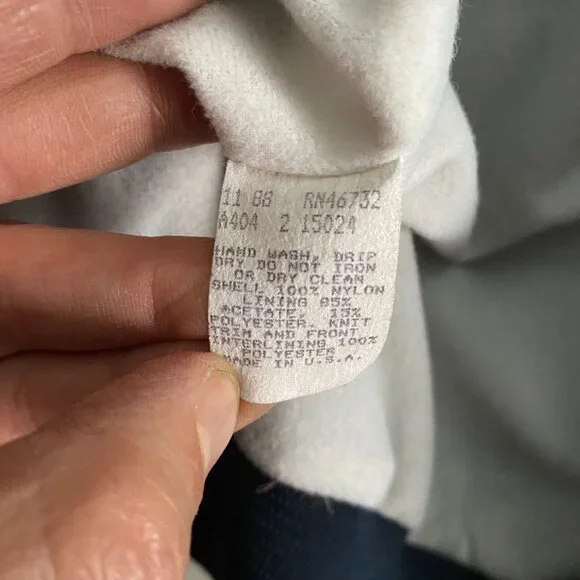 11 88 RN46732
A404 2 15024
HAND WASH, DRIP
DRY DO NOT IRON
OR DRY CLEAN
SHELL 100% NYLON
LINING 85%
ACETATE, 15%
POLYESTER. KNIT
TRIM AND FRONT
INTERLINING 100%
POLYESTER
MADE IN U.S.A.